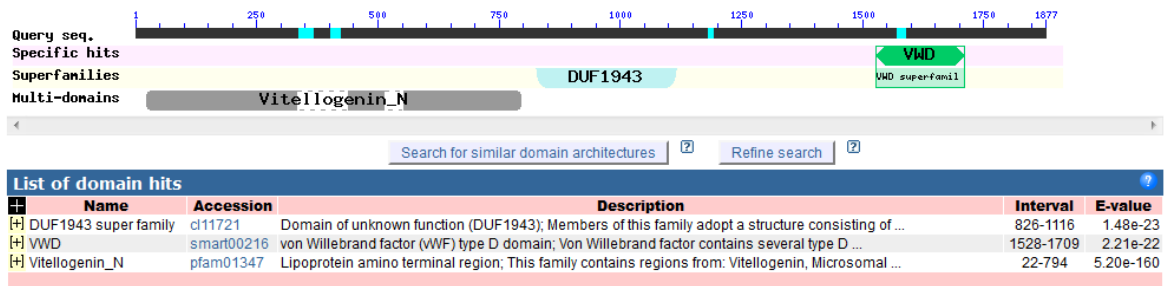 1 250 500 750 1000 1250 1500 1750 1877
Query seq.
Specific hits VWD
Superfamilies DUF1943 VWD superfamil
Multi-domains Vitellogenin_N
Search for similar domain architectures ? Refine search ?
List of domain hits ?
+ Name Accession Description Interval E-value
[+] DUF1943 super family cl11721 Domain of unknown function (DUF1943); Members of this family adopt a structure consisting of ... 826-1116 1.48e-23
[+] VWD smart00216 von Willebrand factor (vWF) type D domain; Von Willebrand factor contains several type D ... 1528-1709 2.21e-22
[+] Vitellogenin_N pfam01347 Lipoprotein amino terminal region; This family contains regions from: Vitellogenin, Microsomal ... 22-794 5.20e-160